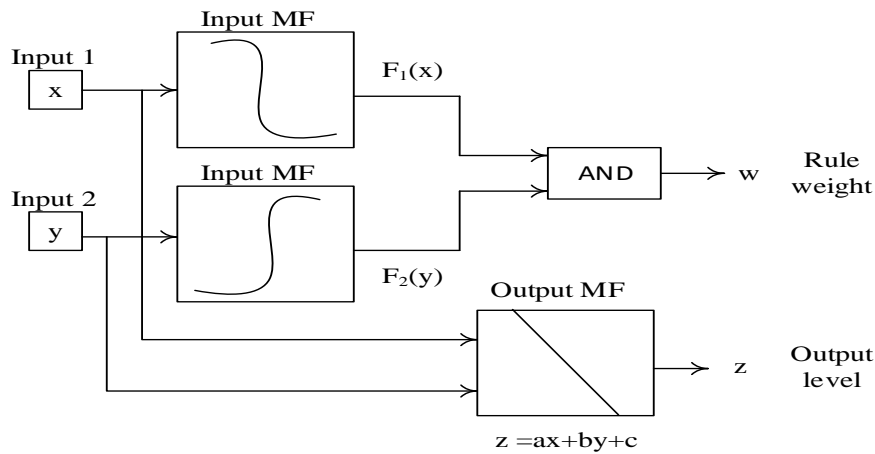 Input MF
Input 1
x
F₁(x)
Input MF
AND
w
Rule
weight
Input 2
y
F₂(y)
Output MF
z
Output
level
z =ax+by+c